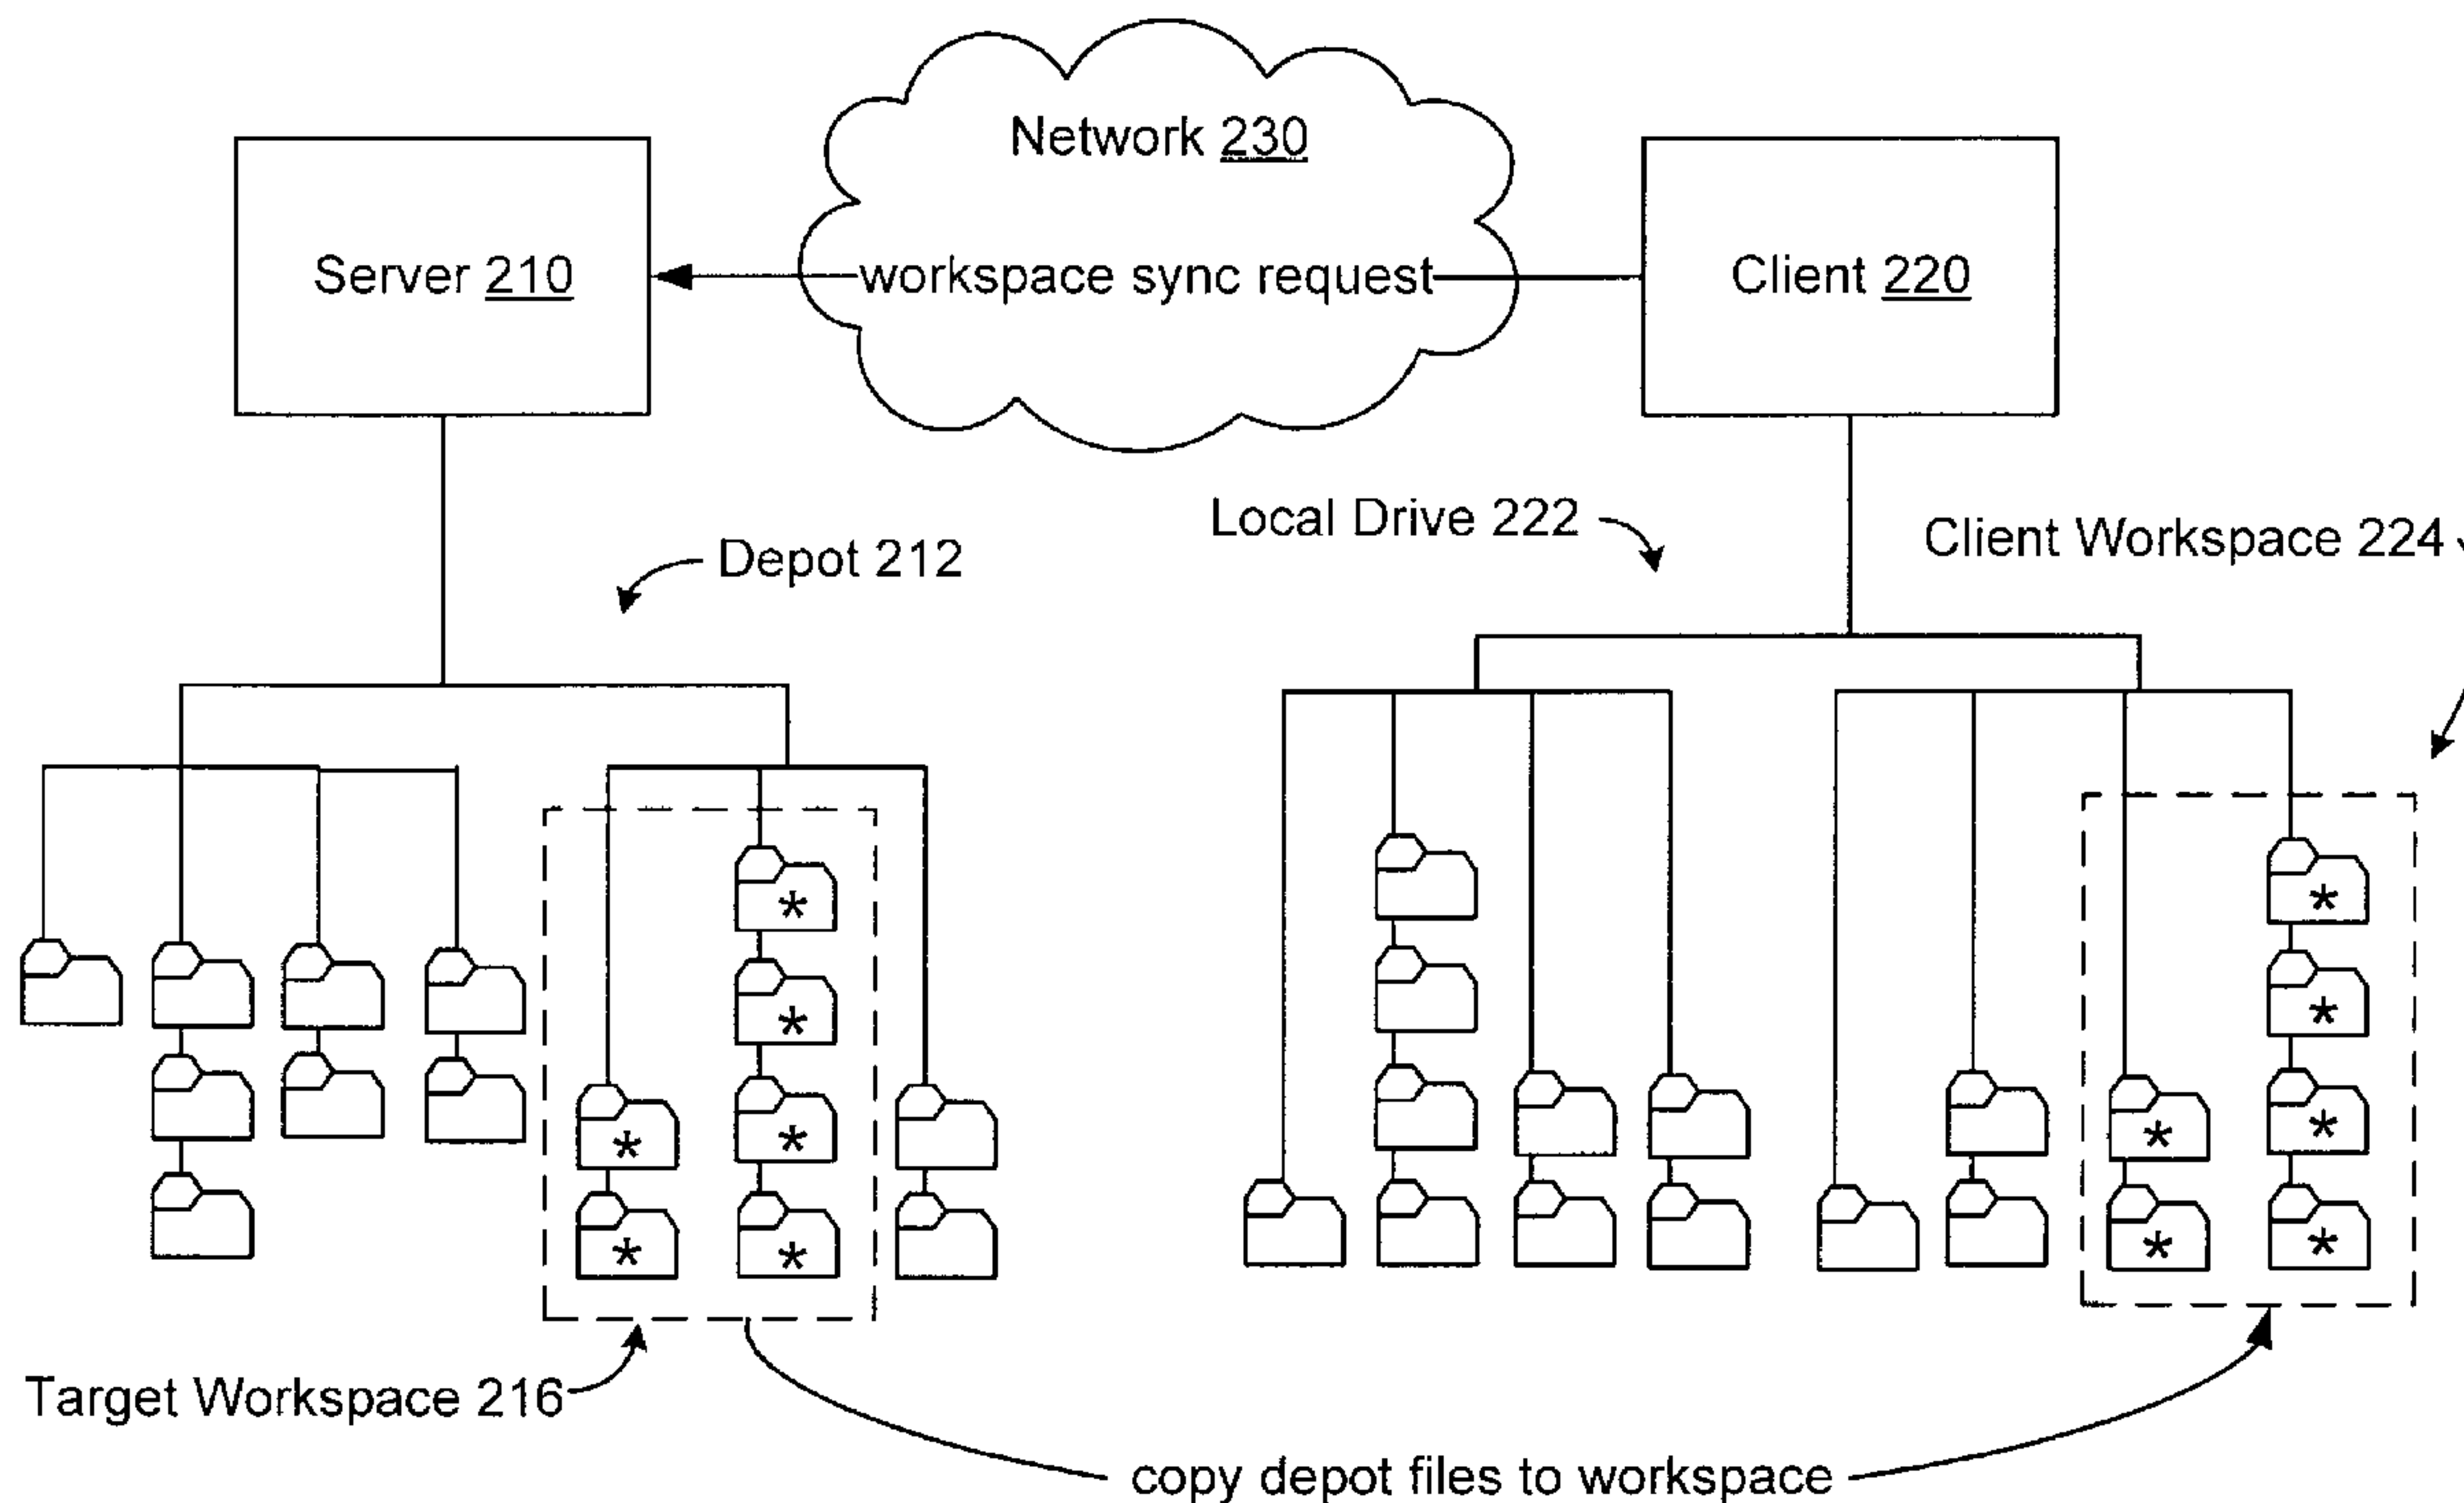 Network 230
Server 210
workspace sync request
Client 220
Local Drive 222
Client Workspace 224
Depot 212
*
*
*
*
*
*
*
*
*
*
*
*
Target Workspace 216
copy depot files to workspace